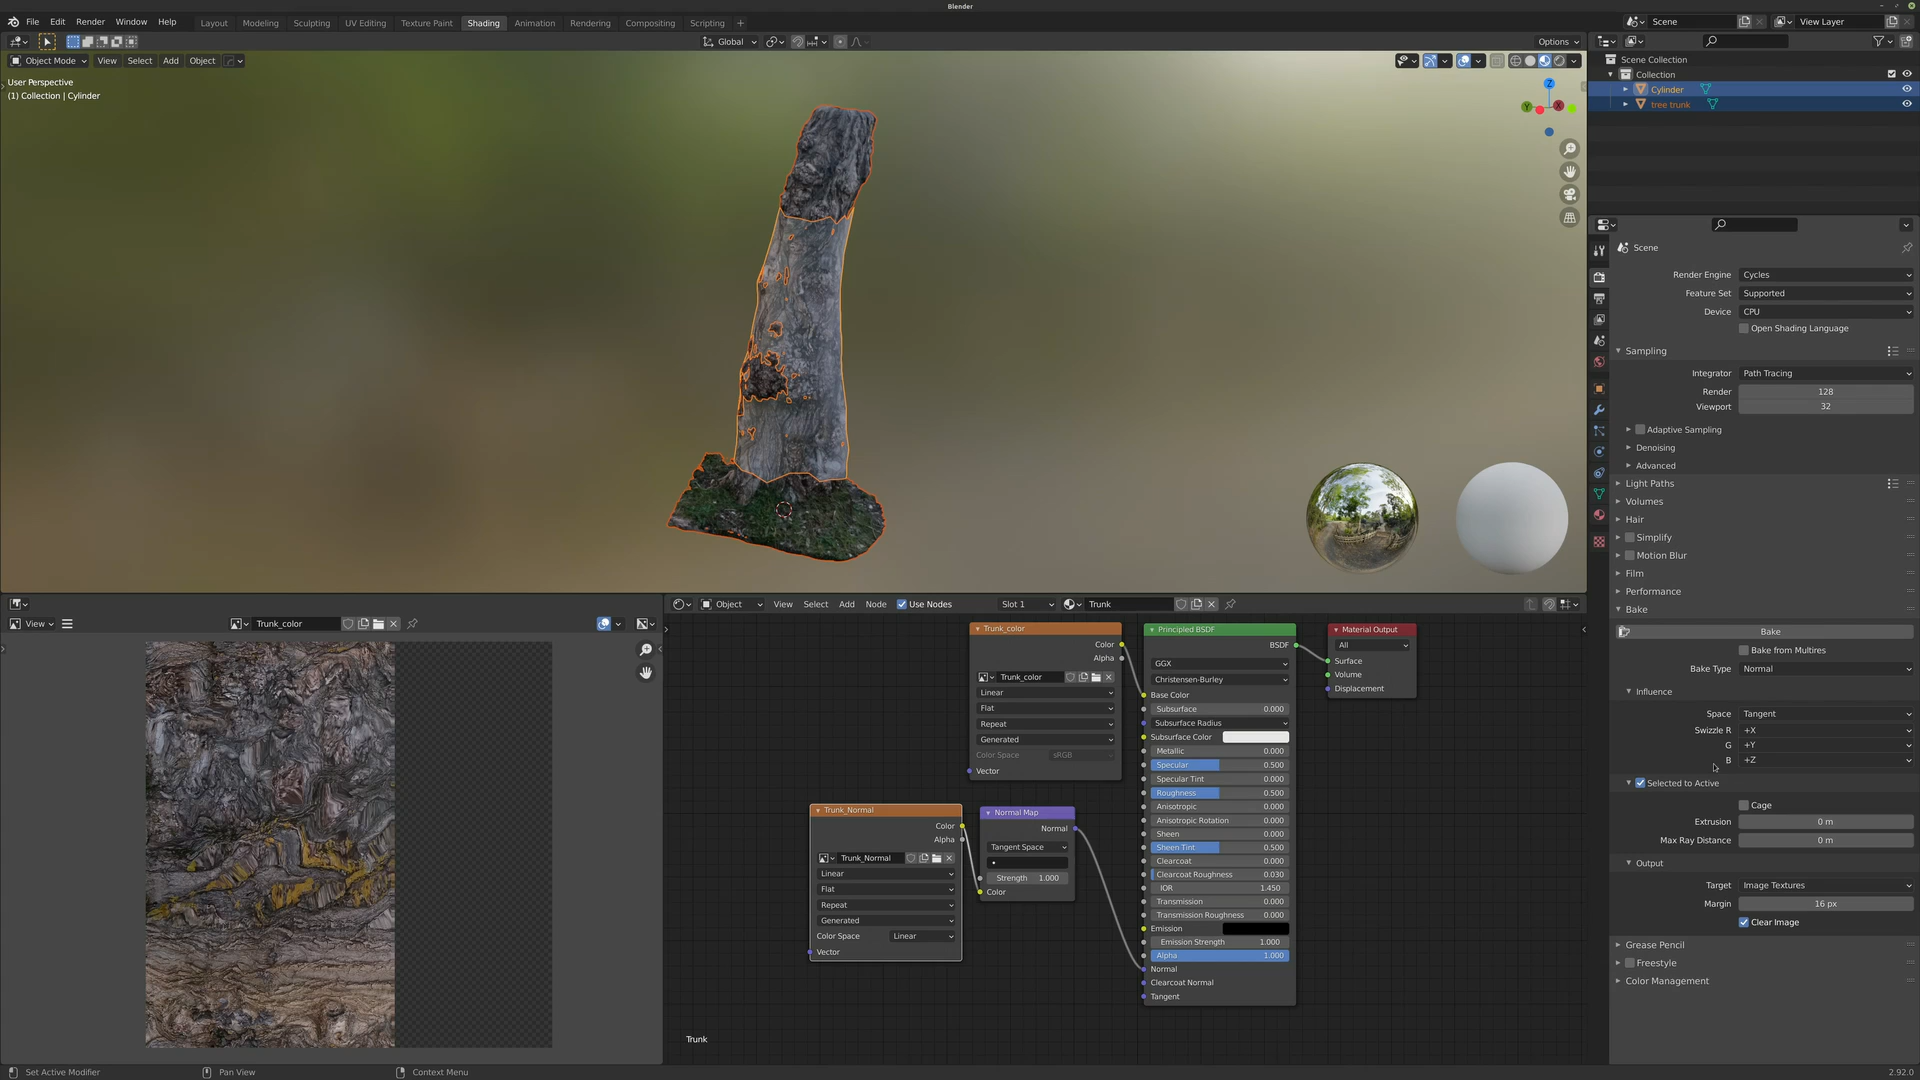 Blender
File Edit Render Window Help Layout Modeling Sculpting UV Editing Texture Paint Shading Animation Rendering Compositing Scripting + Scene View Layer
Global Options
Object Mode View Select Add Object
User Perspective
(1) Collection | Cylinder
Z
Y X
Scene Collection
Collection
Cylinder
tree trunk
Scene
Render Engine Cycles
Feature Set Supported
Device CPU
Open Shading Language
Sampling
Integrator Path Tracing
Render 128
Viewport 32
Adaptive Sampling
Denoising
Advanced
Light Paths
Volumes
Hair
Simplify
Motion Blur
Film
Performance
Bake
Bake
Bake from Multires
Bake Type Normal
Influence
Space Tangent
Swizzle R +X
G +Y
B +Z
Selected to Active
Cage
Extrusion 0 m
Max Ray Distance 0 m
Output
Target Image Textures
Margin 16 px
Clear Image
Grease Pencil
Freestyle
Color Management
View Trunk_color
Object View Select Add Node Use Nodes Slot 1 Trunk
Trunk_color
Color
Alpha
Trunk_color
Linear
Flat
Repeat
Generated
Color Space sRGB
Vector
Trunk_Normal
Color
Alpha
Trunk_Normal
Linear
Flat
Repeat
Generated
Color Space Linear
Vector
Normal Map
Normal
Tangent Space
Strength 1.000
Color
Principled BSDF
BSDF
GGX
Christensen-Burley
Base Color
Subsurface 0.000
Subsurface Radius
Subsurface Color
Metallic 0.000
Specular 0.500
Specular Tint 0.000
Roughness 0.500
Anisotropic 0.000
Anisotropic Rotation 0.000
Sheen 0.000
Sheen Tint 0.500
Clearcoat 0.000
Clearcoat Roughness 0.030
IOR 1.450
Transmission 0.000
Transmission Roughness 0.000
Emission
Emission Strength 1.000
Alpha 1.000
Normal
Clearcoat Normal
Tangent
Material Output
All
Surface
Volume
Displacement
Trunk
Set Active Modifier Pan View Context Menu 2.92.0